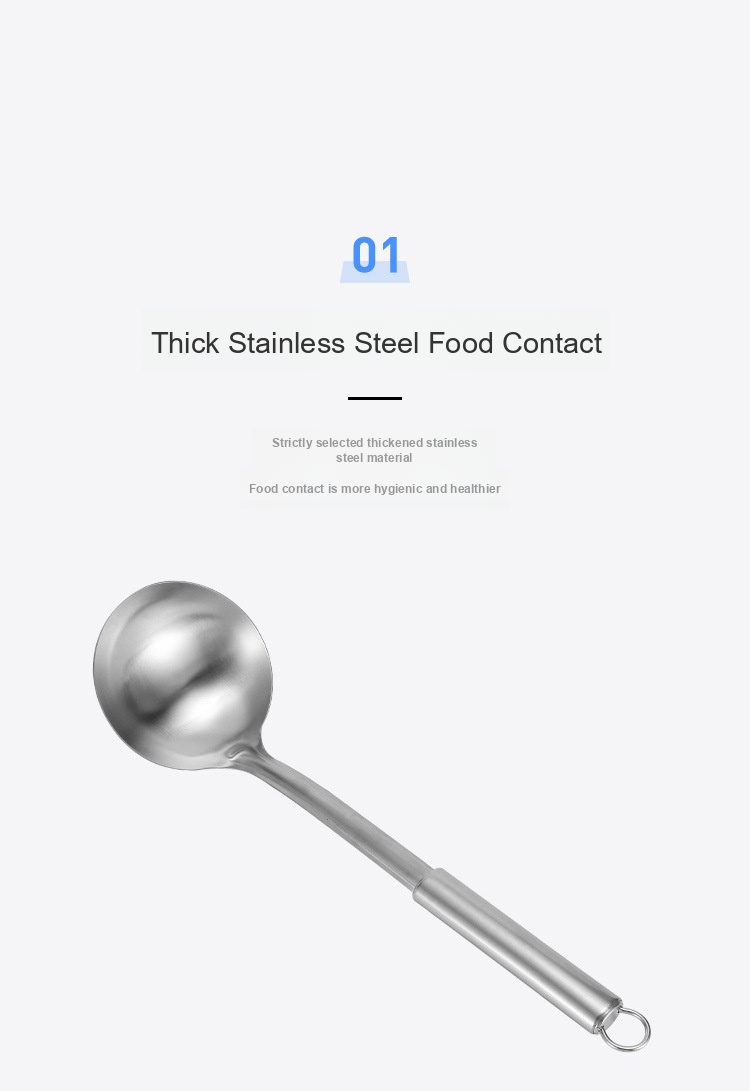 01
Thick Stainless Steel Food Contact
Strictly selected thickened stainless
steel material
Food contact is more hygienic and healthier